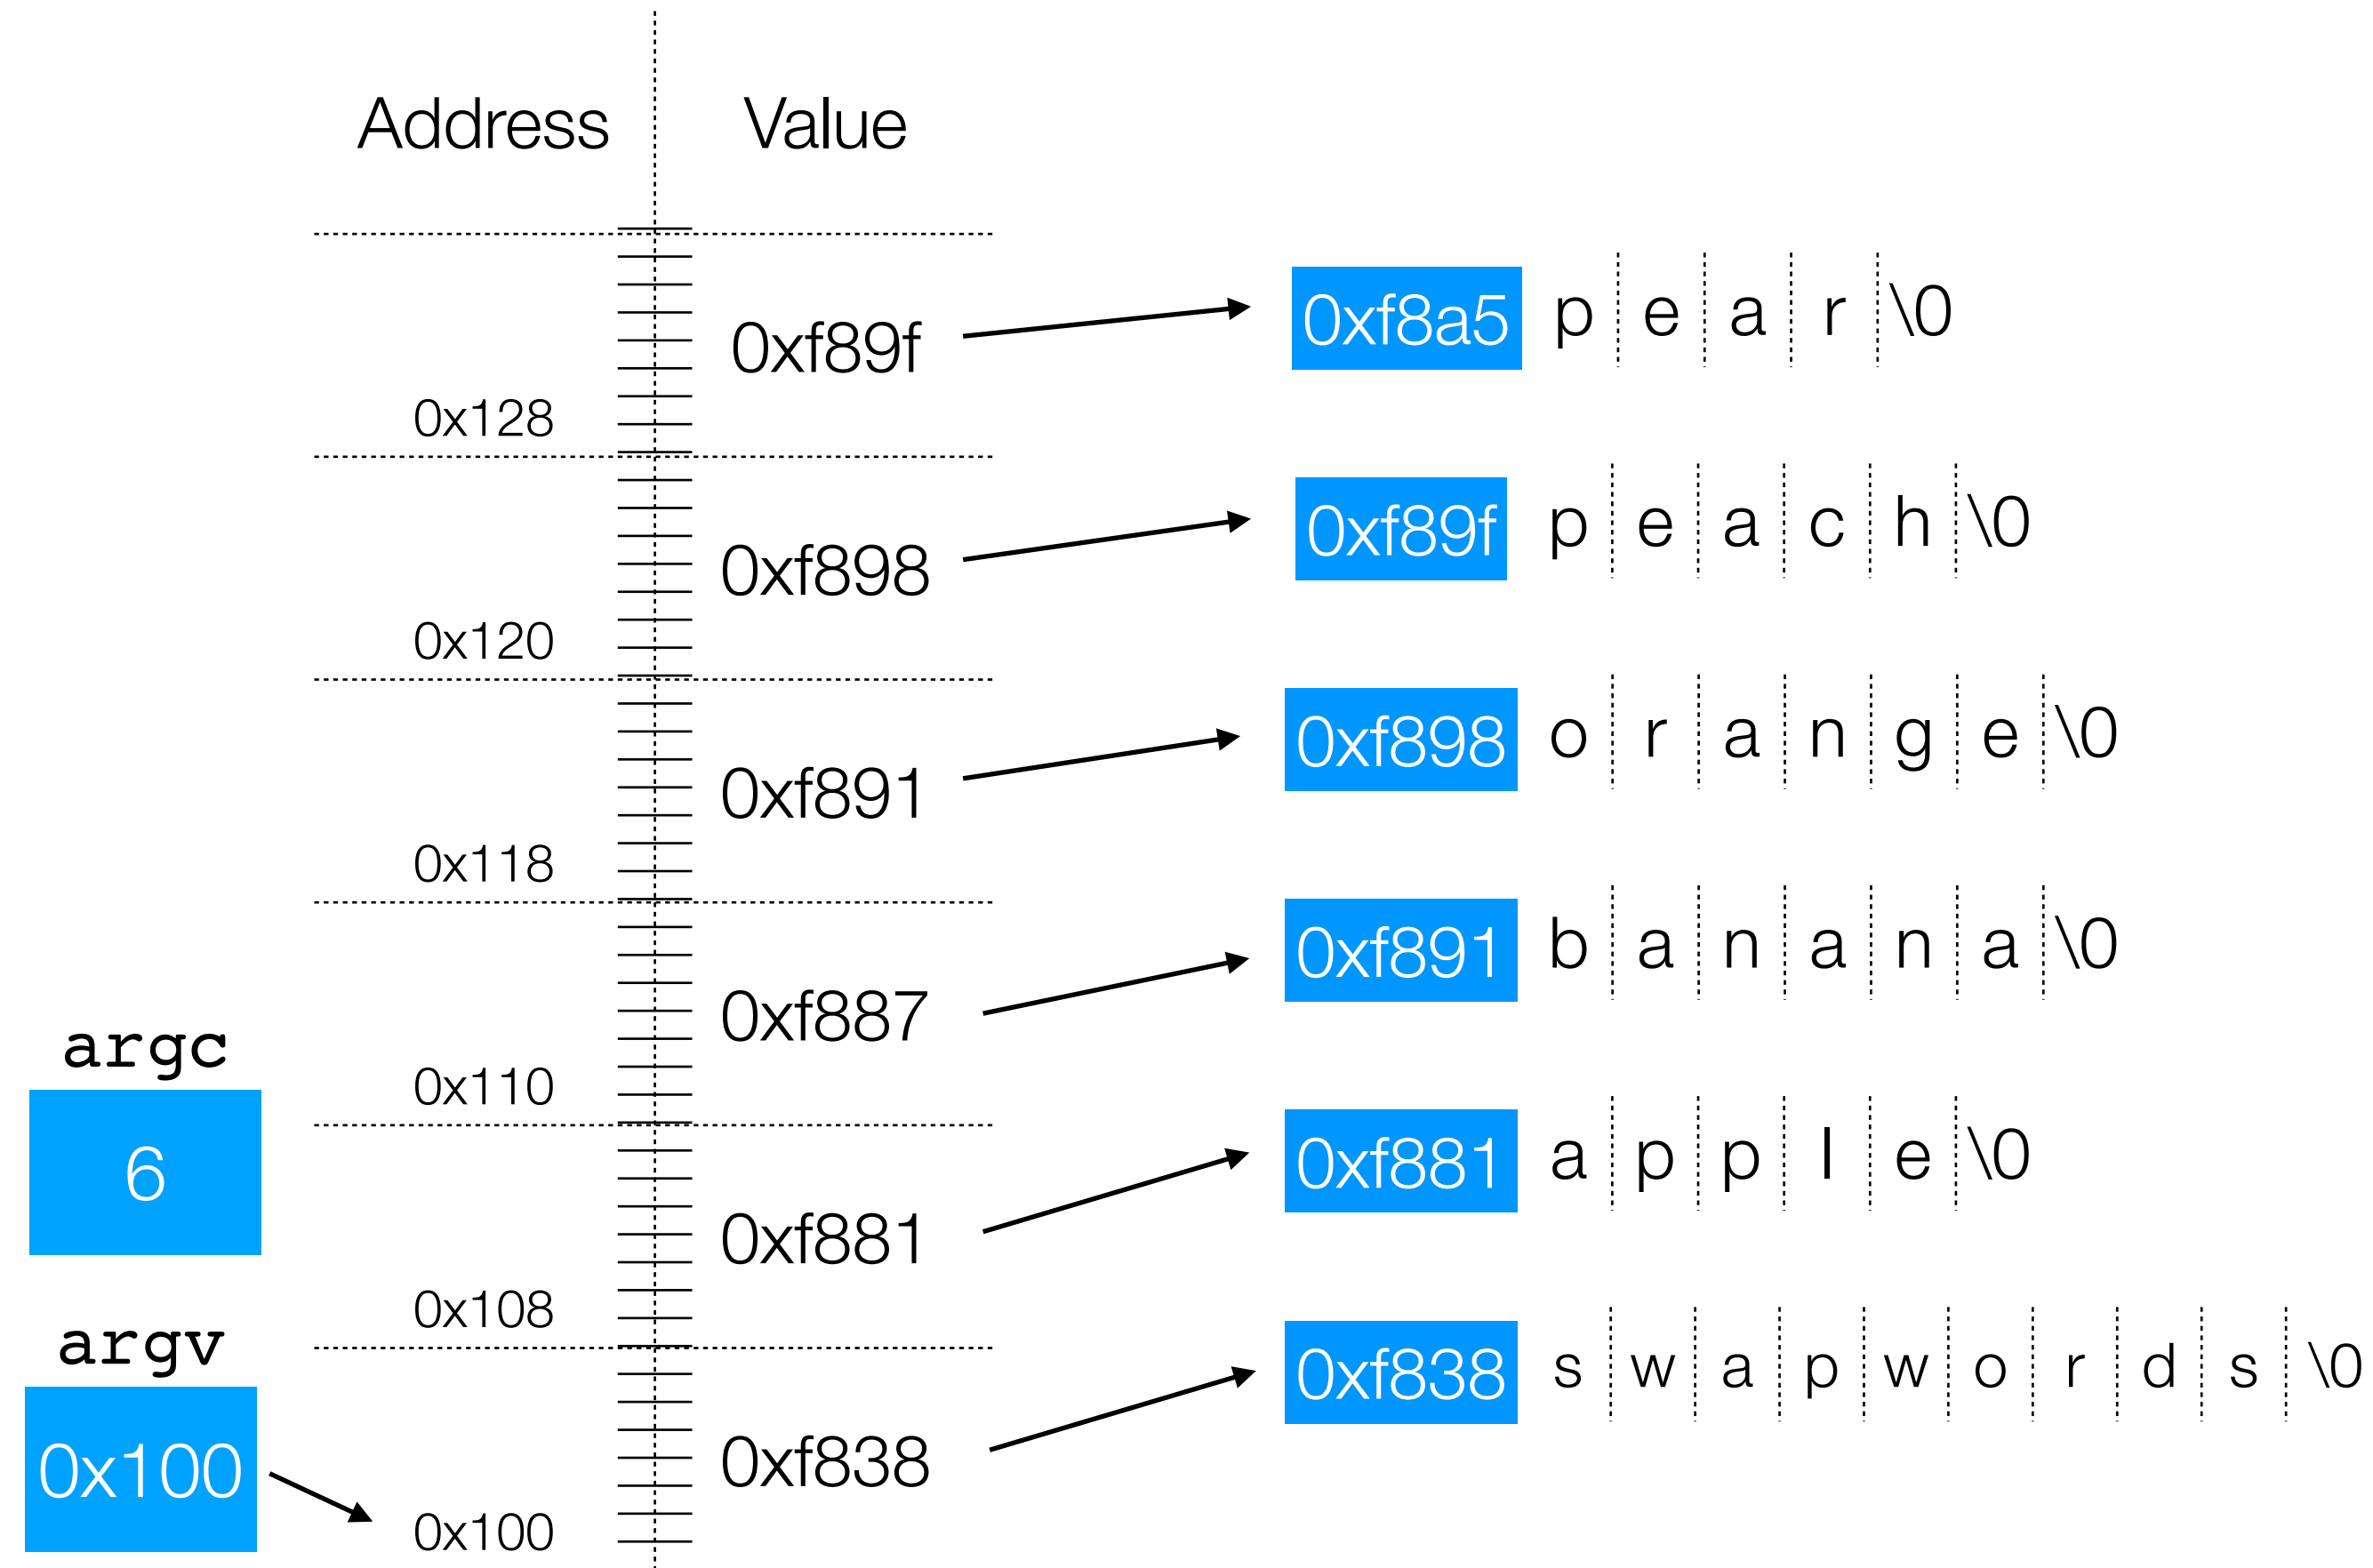 Address Value
0xf89f 0xf8a5 p e a r \0
0x128
0xf898 0xf89f p e a c h \0
0x120
0xf891 0xf898 o r a n g e \0
0x118
0xf887 0xf891 b a n a n a \0
argc
0x110
6
0xf881 0xf881 a p p l e \0
0x108
argv
0xf838 0xf838 s w a p w o r d s \0
0x100
0x100